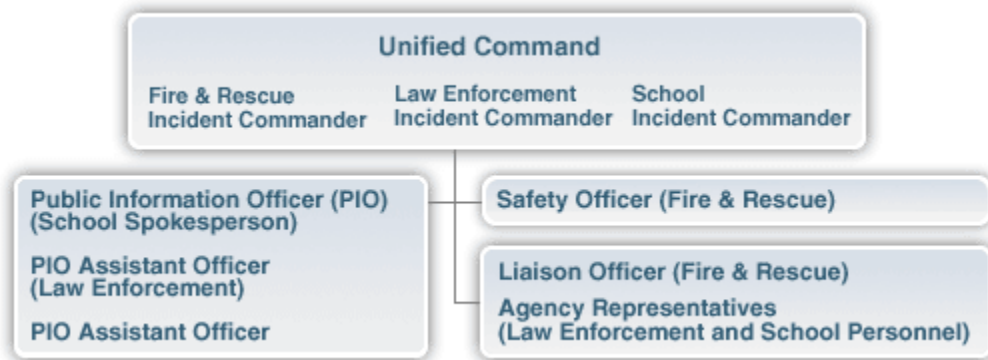 Unified Command
Fire & Rescue
Incident Commander
Law Enforcement
Incident Commander
School
Incident Commander
Public Information Officer (PIO)
(School Spokesperson)
PIO Assistant Officer
(Law Enforcement)
PIO Assistant Officer
Safety Officer (Fire & Rescue)
Liaison Officer (Fire & Rescue)
Agency Representatives
(Law Enforcement and School Personnel)